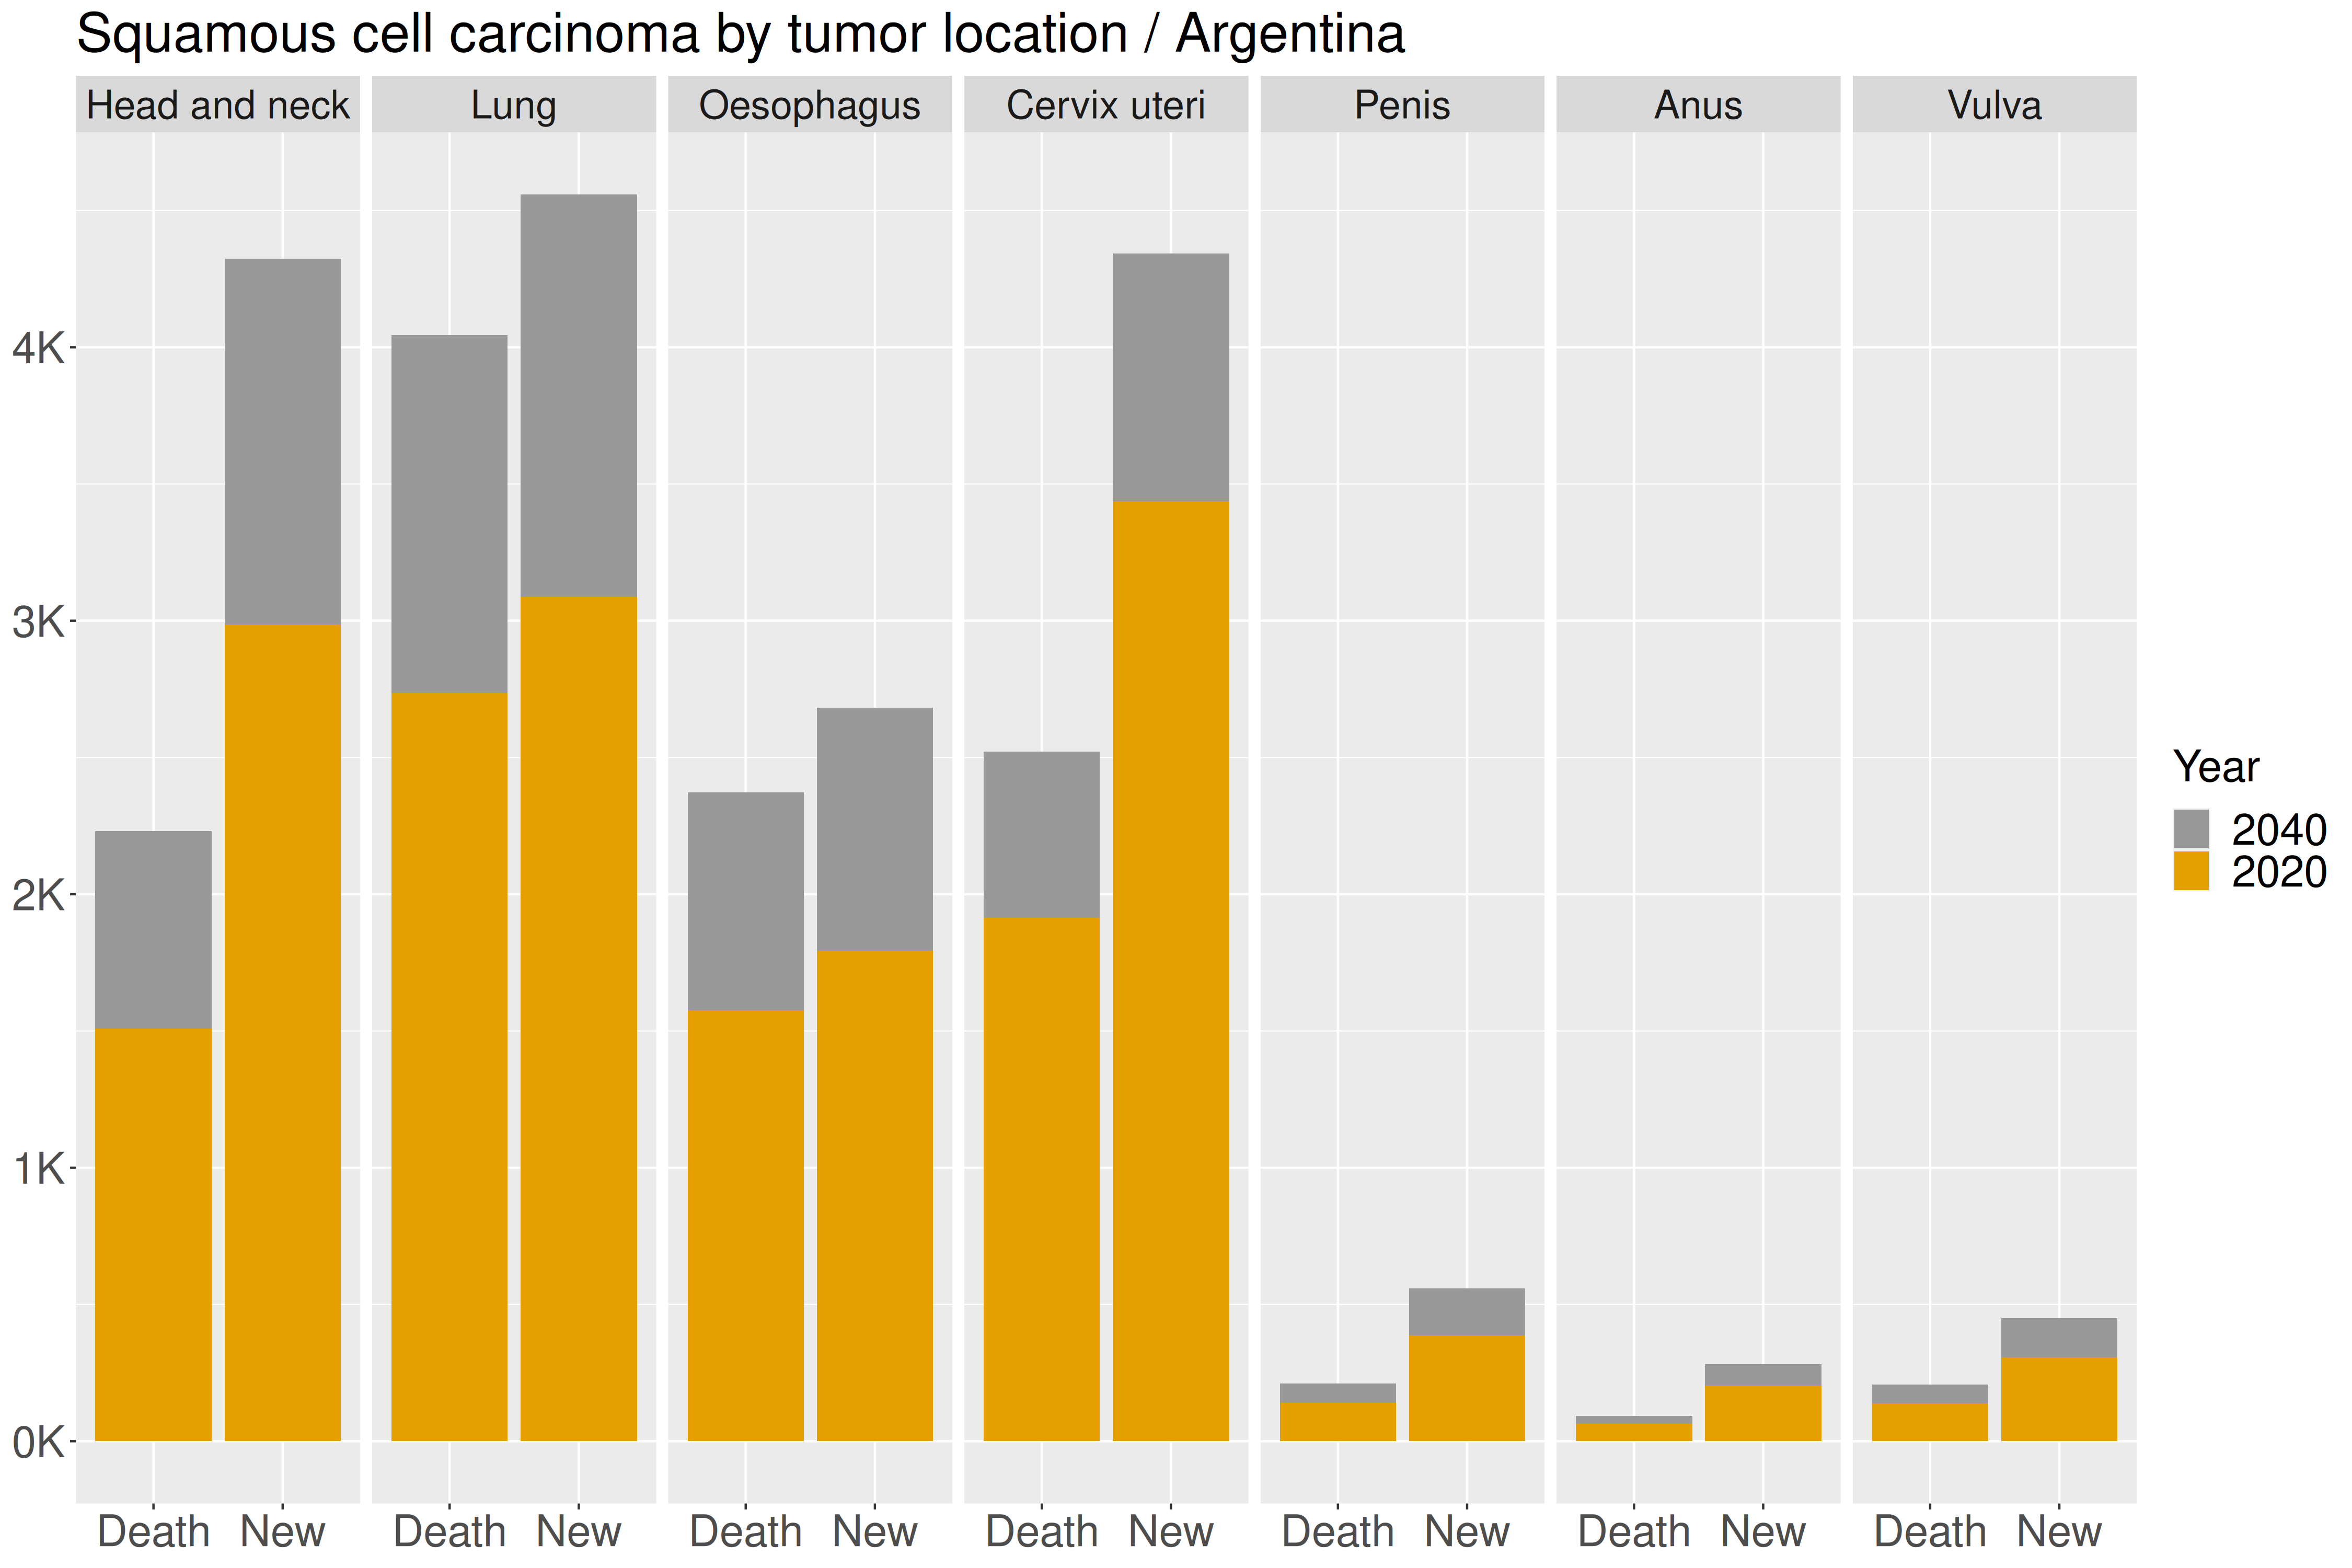 Squamous cell carcinoma by tumor location / Argentina
Head and neck Lung Oesophagus Cervix uteri Penis Anus Vulva
4K
3K
2K
1K
0K
Death New Death New Death New Death New Death New Death New Death New
Year
2040
2020